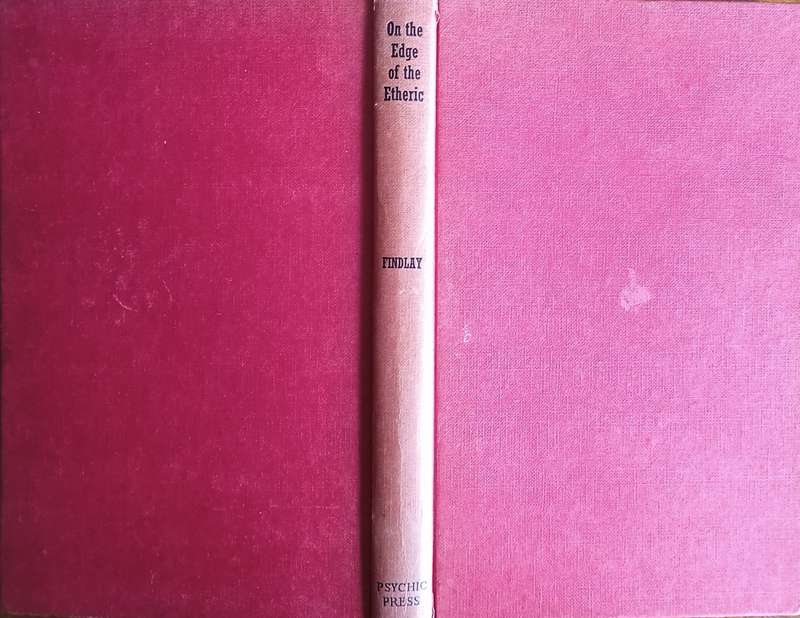 On the
Edge
of the
Etheric
FINDLAY
PSYCHIC
PRESS